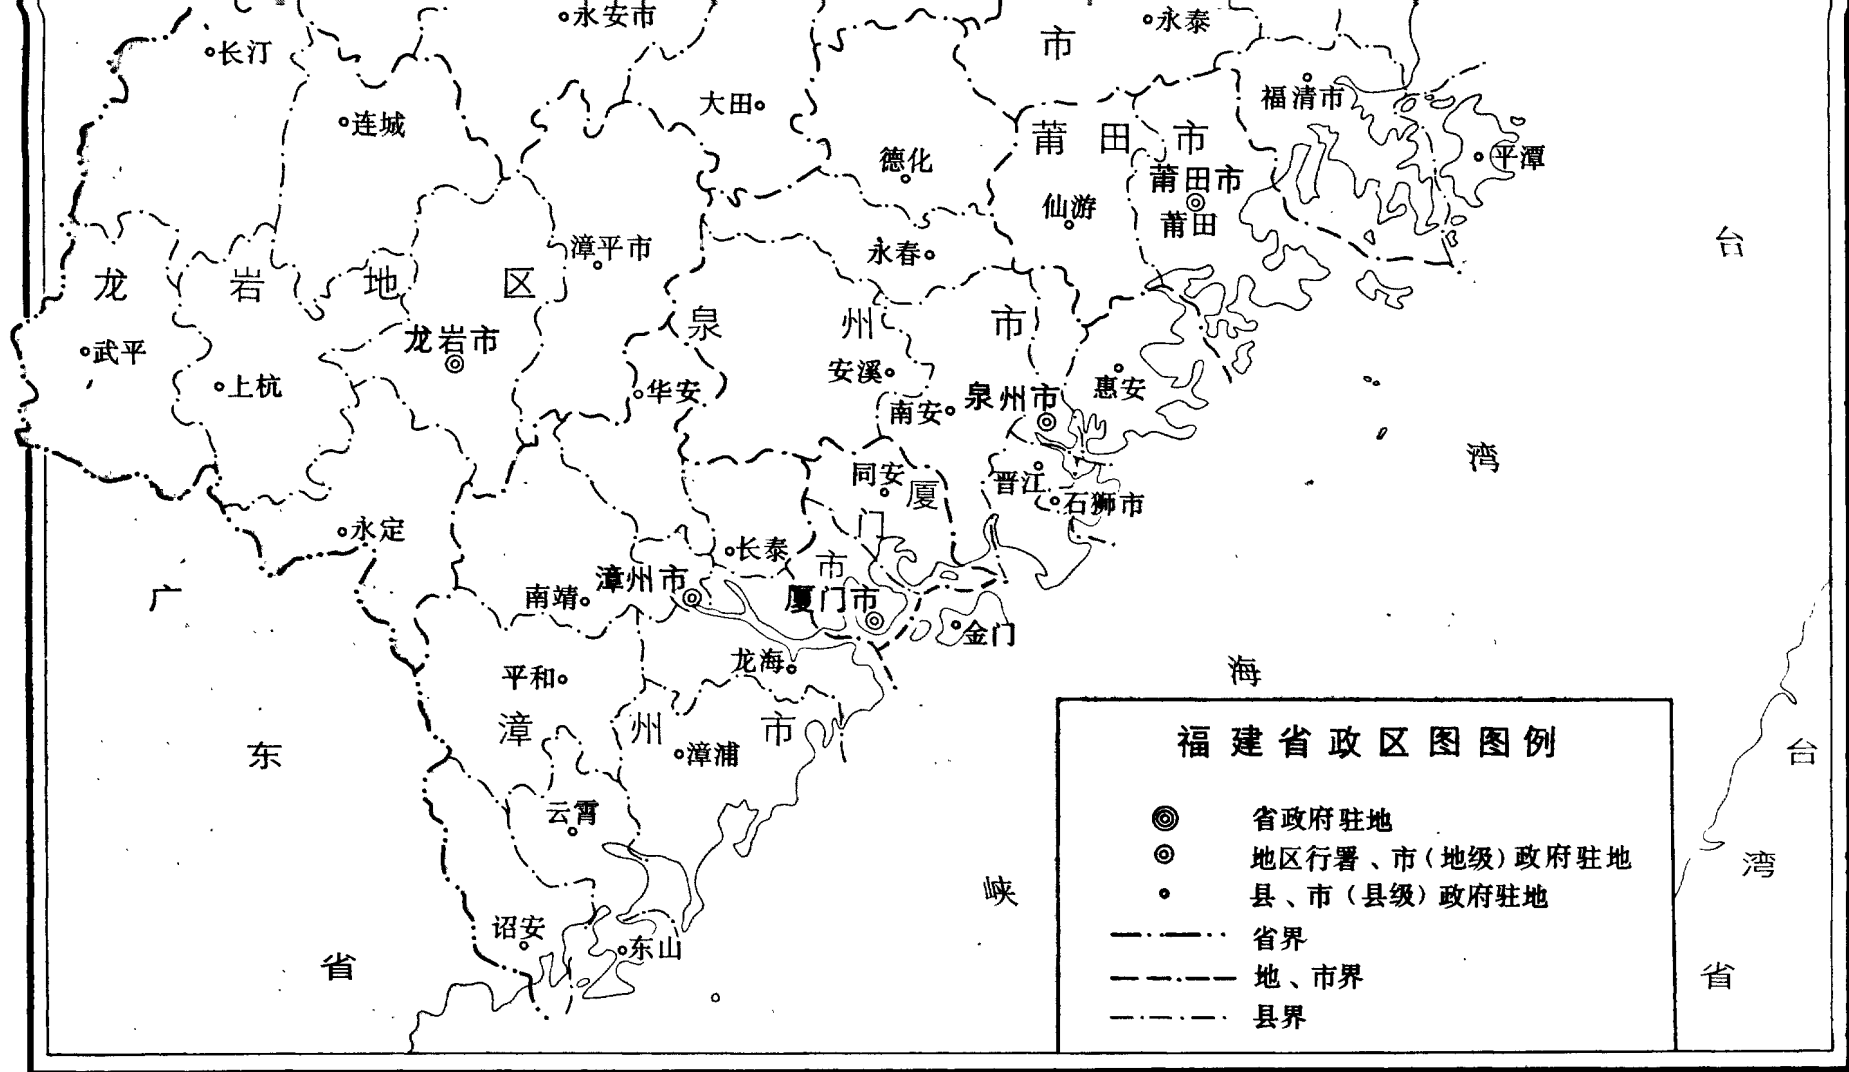 永安市
永泰
长汀
市
大田
福清市
连城
莆田市
德化
平潭
莆田市
仙游
莆田
漳平市
永春
台
龙岩地区
泉州市
龙岩市
武平
安溪
上杭
华安
南安
泉州市
惠安
湾
同安
厦
晋江
石狮市
门
永定
长泰
市
漳州市
广
南靖
厦门市
金门
龙海
海
平和
漳州市
漳浦
东
台
云霄
湾
峡
诏安
东山
省
省
福建省政区图图例
省政府驻地
地区行署、市(地级)政府驻地
县、市(县级)政府驻地
省界
地、市界
县界